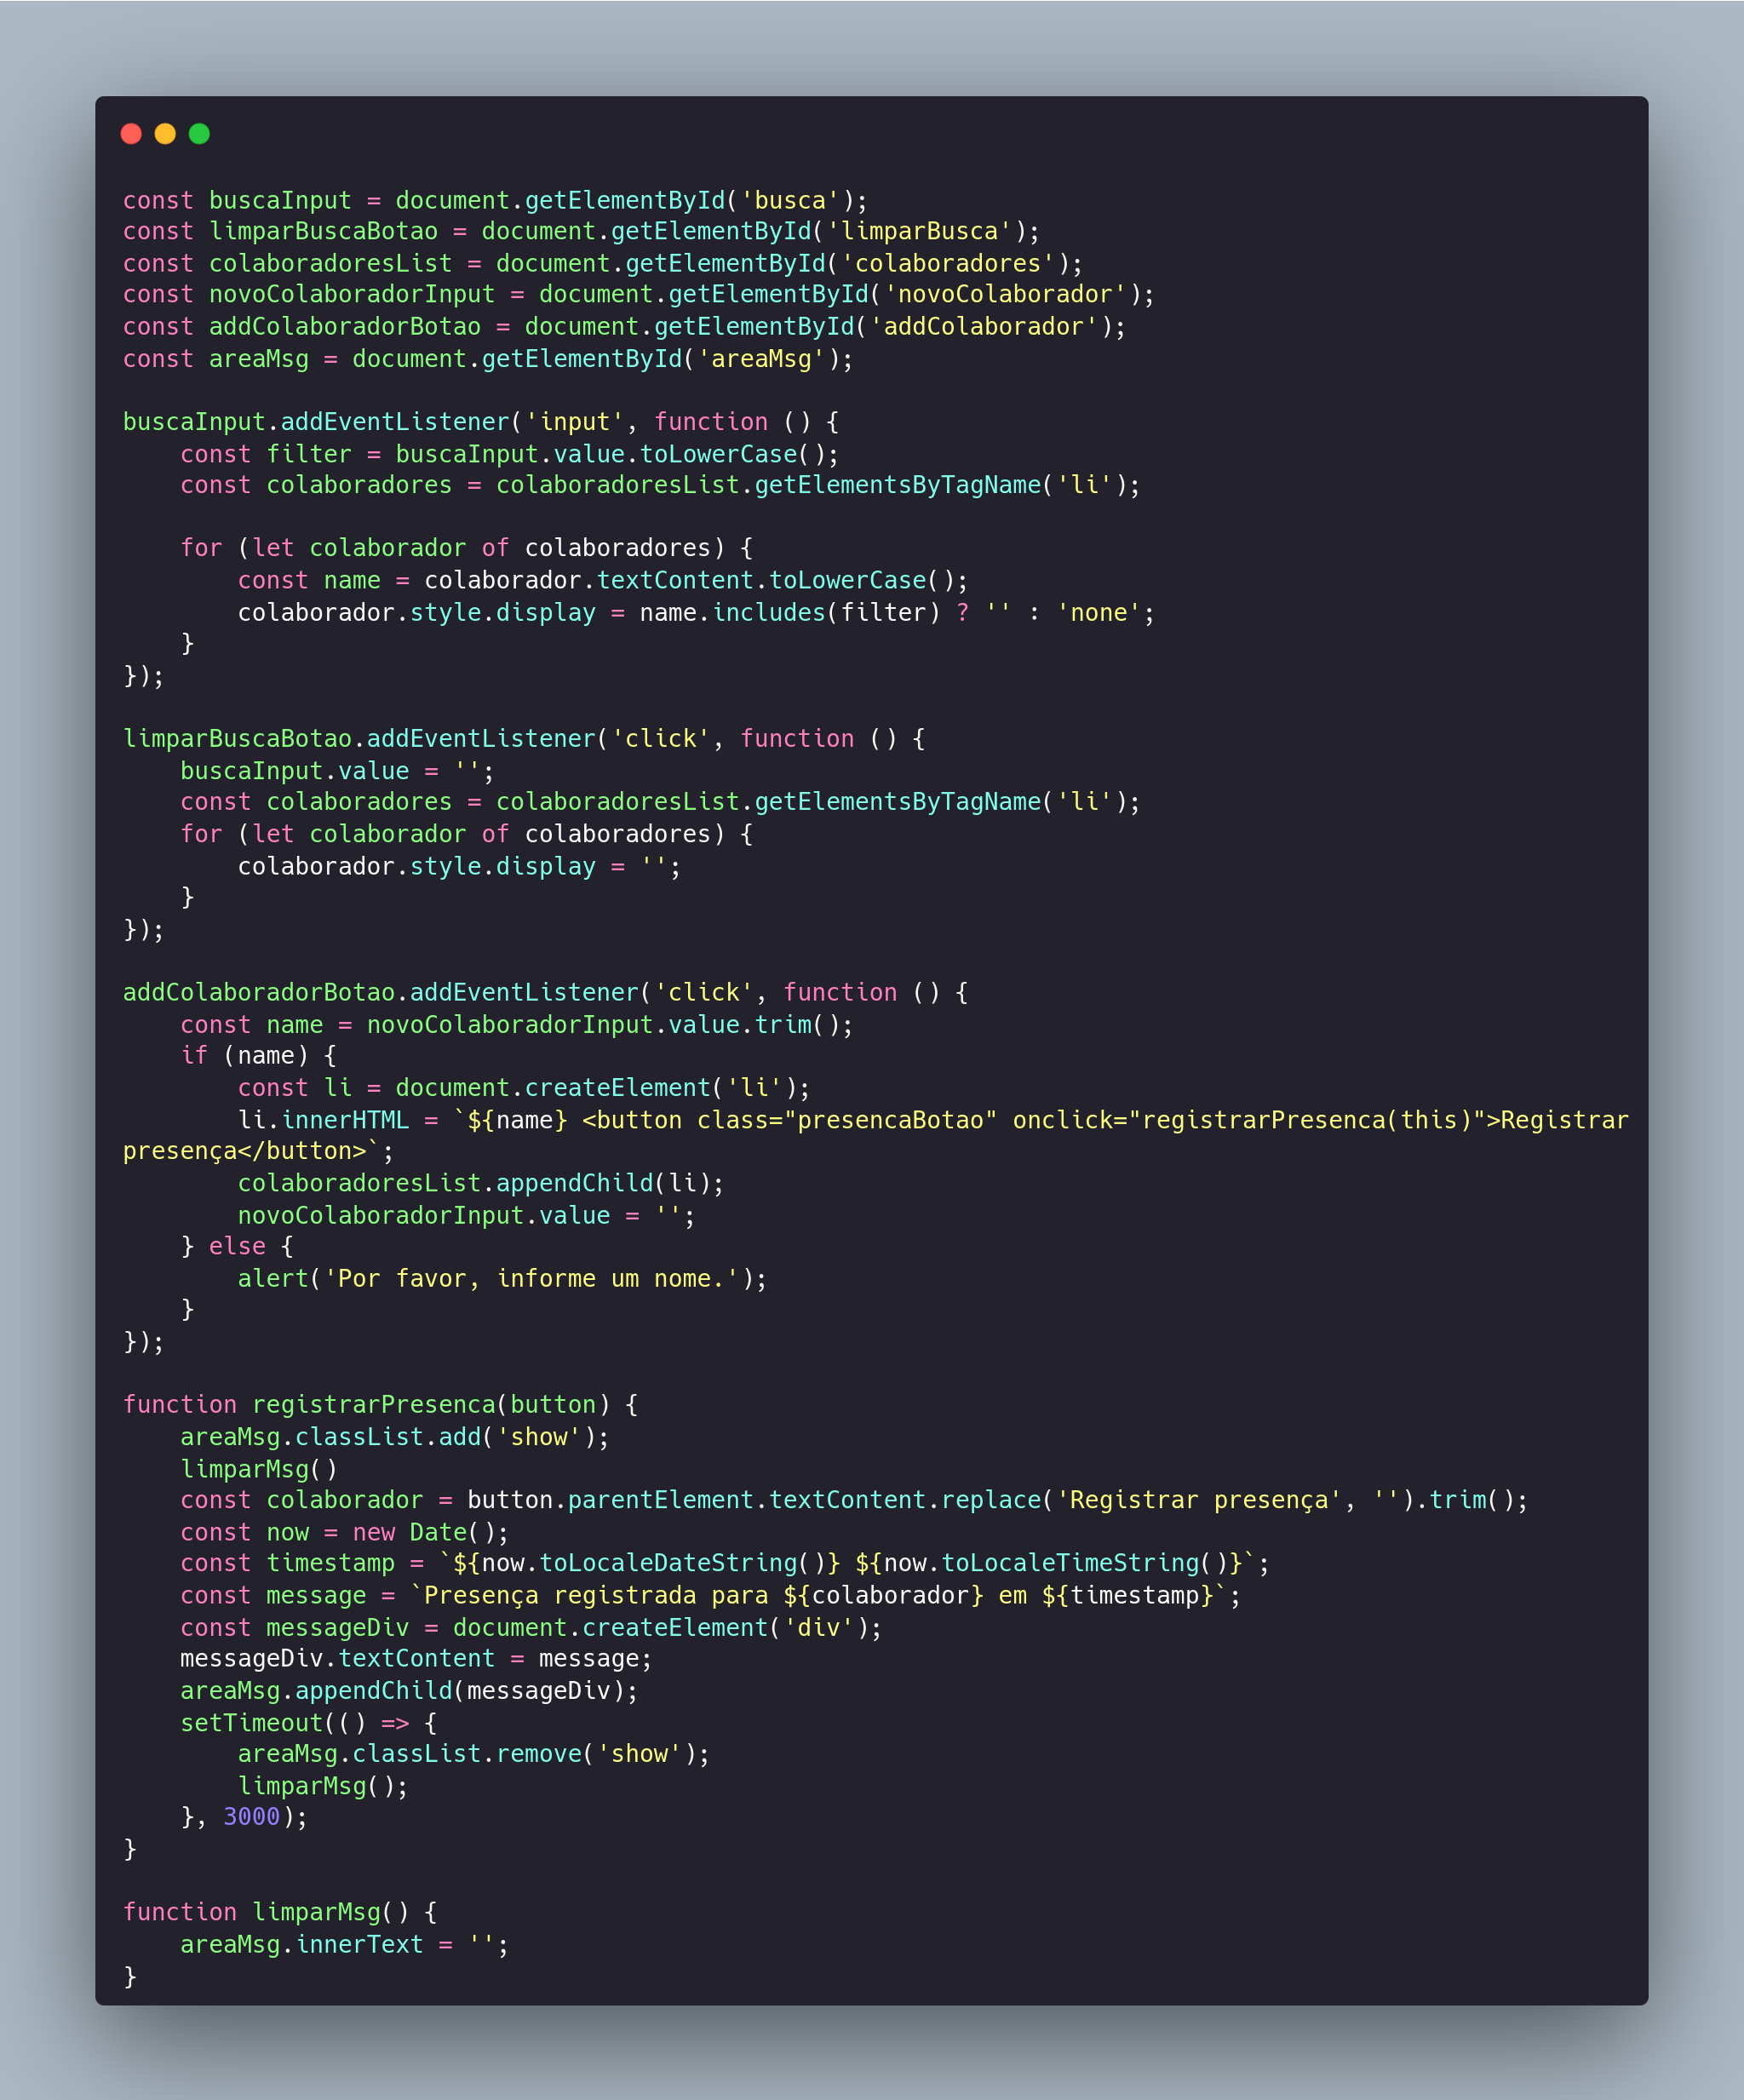 const buscaInput = document.getElementById('busca');
const limparBuscaBotao = document.getElementById('limparBusca');
const colaboradoresList = document.getElementById('colaboradores');
const novoColaboradorInput = document.getElementById('novoColaborador');
const addColaboradorBotao = document.getElementById('addColaborador');
const areaMsg = document.getElementById('areaMsg');

buscaInput.addEventListener('input', function () {
    const filter = buscaInput.value.toLowerCase();
    const colaboradores = colaboradoresList.getElementsByTagName('li');

    for (let colaborador of colaboradores) {
        const name = colaborador.textContent.toLowerCase();
        colaborador.style.display = name.includes(filter) ? '' : 'none';
    }
});

limparBuscaBotao.addEventListener('click', function () {
    buscaInput.value = '';
    const colaboradores = colaboradoresList.getElementsByTagName('li');
    for (let colaborador of colaboradores) {
        colaborador.style.display = '';
    }
});

addColaboradorBotao.addEventListener('click', function () {
    const name = novoColaboradorInput.value.trim();
    if (name) {
        const li = document.createElement('li');
        li.innerHTML = `${name} <button class="presencaBotao" onclick="registrarPresenca(this)">Registrar
presença</button>`;
        colaboradoresList.appendChild(li);
        novoColaboradorInput.value = '';
    } else {
        alert('Por favor, informe um nome.');
    }
});

function registrarPresenca(button) {
    areaMsg.classList.add('show');
    limparMsg()
    const colaborador = button.parentElement.textContent.replace('Registrar presença', '').trim();
    const now = new Date();
    const timestamp = `${now.toLocaleDateString()} ${now.toLocaleTimeString()}`;
    const message = `Presença registrada para ${colaborador} em ${timestamp}`;
    const messageDiv = document.createElement('div');
    messageDiv.textContent = message;
    areaMsg.appendChild(messageDiv);
    setTimeout(() => {
        areaMsg.classList.remove('show');
        limparMsg();
    }, 3000);
}

function limparMsg() {
    areaMsg.innerText = '';
}